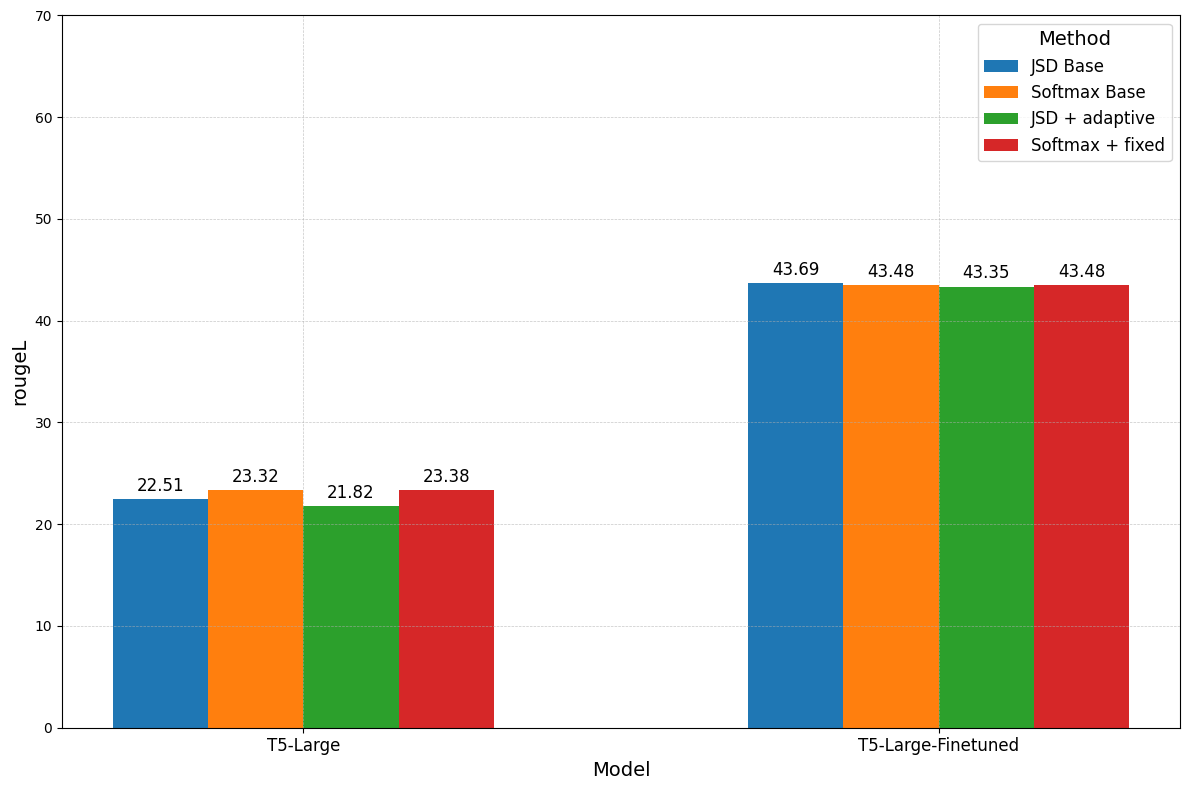 70
60
50
40
30
20
10
0
rougeL
Method
JSD Base
Softmax Base
JSD + adaptive
Softmax + fixed
22.51
23.32
21.82
23.38
43.69
43.48
43.35
43.48
T5-Large
T5-Large-Finetuned
Model